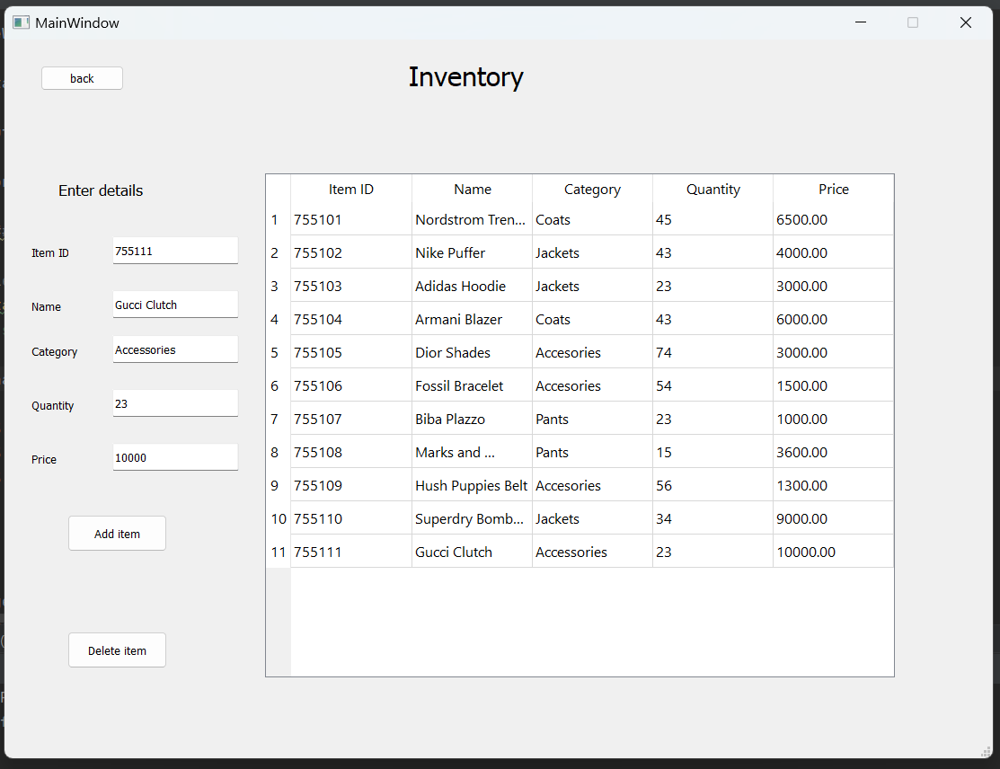 MainWindow
back
Inventory
Enter details
Item ID 755111
Name Gucci Clutch
Category Accessories
Quantity 23
Price 10000
Add item
Delete item
Item ID Name Category Quantity Price
1 755101 Nordstrom Tren... Coats 45 6500.00
2 755102 Nike Puffer Jackets 43 4000.00
3 755103 Adidas Hoodie Jackets 23 3000.00
4 755104 Armani Blazer Coats 43 6000.00
5 755105 Dior Shades Accesories 74 3000.00
6 755106 Fossil Bracelet Accesories 54 1500.00
7 755107 Biba Plazzo Pants 23 1000.00
8 755108 Marks and ... Pants 15 3600.00
9 755109 Hush Puppies Belt Accesories 56 1300.00
10 755110 Superdry Bomb... Jackets 34 9000.00
11 755111 Gucci Clutch Accessories 23 10000.00